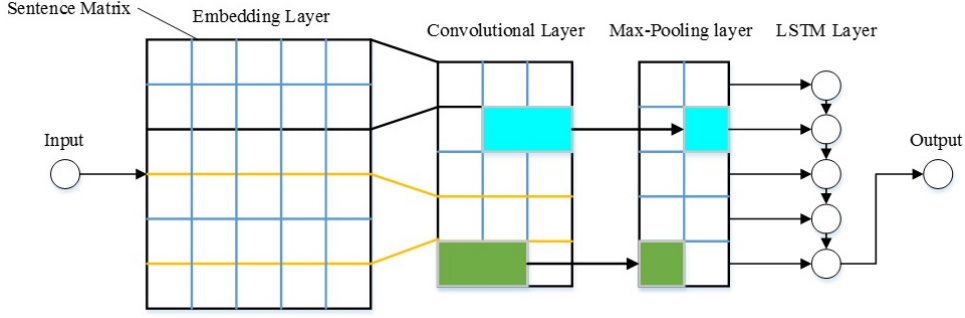 Sentence Matrix
Embedding Layer
Convolutional Layer
Max-Pooling layer
LSTM Layer
Input
Output